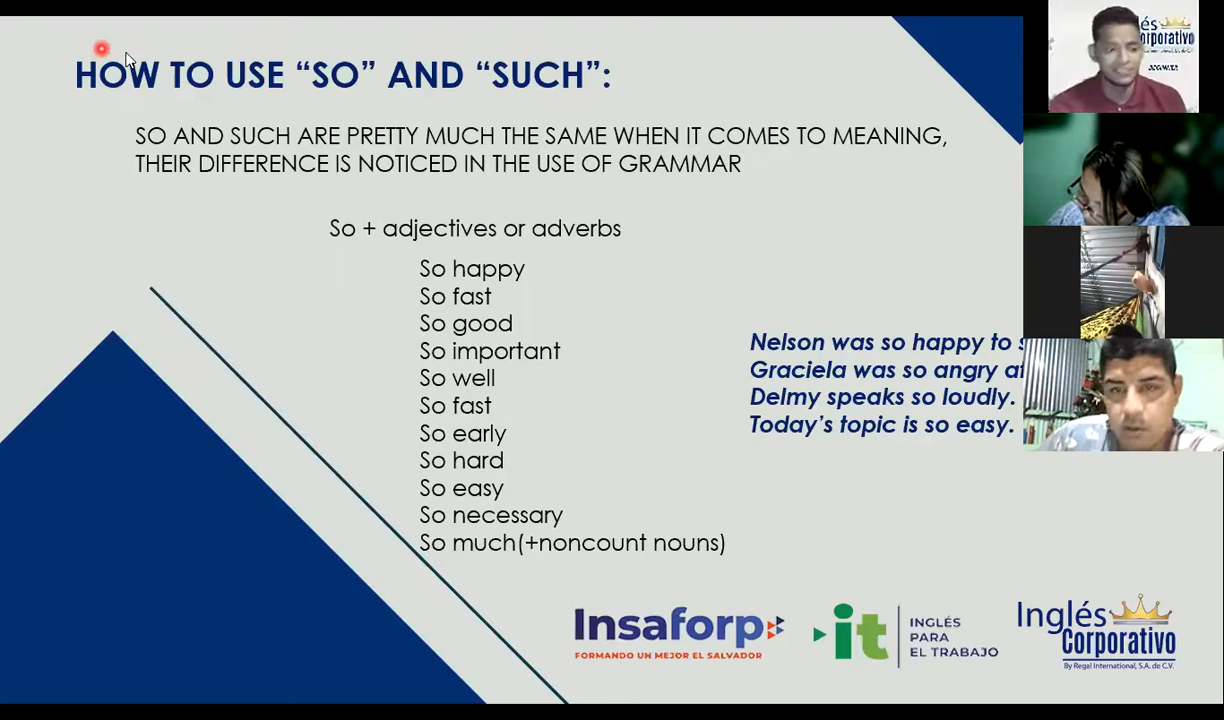 HOW TO USE “SO” AND “SUCH”:
SO AND SUCH ARE PRETTY MUCH THE SAME WHEN IT COMES TO MEANING,
THEIR DIFFERENCE IS NOTICED IN THE USE OF GRAMMAR
So + adjectives or adverbs
So happy
So fast
So good
So important
So well
So fast
So early
So hard
So easy
So necessary
So much(+noncount nouns)
Nelson was so happy to s
Graciela was so angry at
Delmy speaks so loudly.
Today’s topic is so easy.
Insaforp
FORMANDO UN MEJOR EL SALVADOR
it
INGLÉS
PARA
EL TRABAJO
Inglés
Corporativo
By Regal International, S.A. de C.V.
és
orporativo